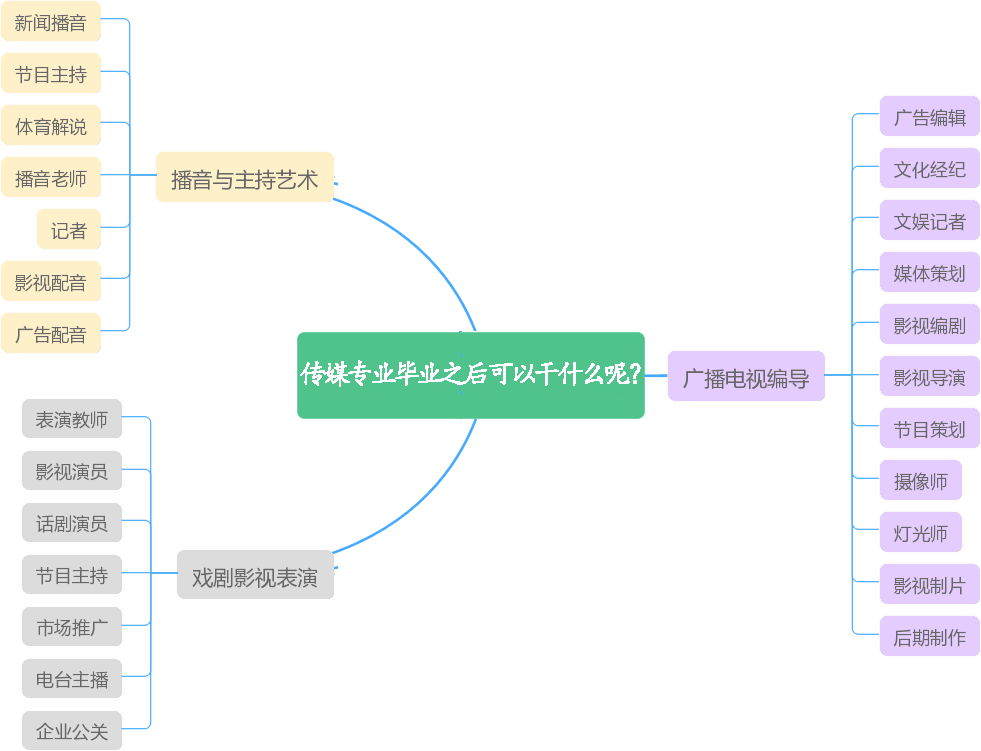 传媒专业毕业之后可以干什么呢?
播音与主持艺术
新闻播音
节目主持
体育解说
播音老师
记者
影视配音
广告配音
戏剧影视表演
表演教师
影视演员
话剧演员
节目主持
市场推广
电台主播
企业公关
广播电视编导
广告编辑
文化经纪
文娱记者
媒体策划
影视编剧
影视导演
节目策划
摄像师
灯光师
影视制片
后期制作